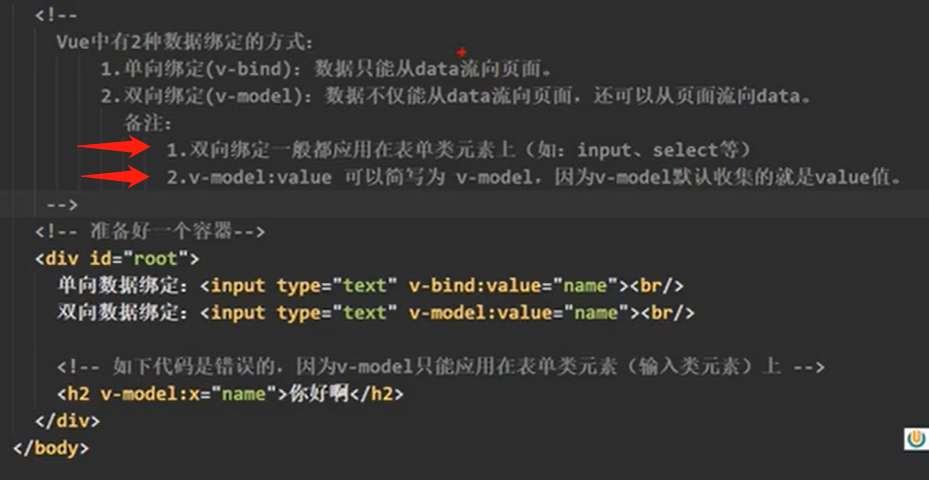 <!--
Vue中有2种数据绑定的方式:
1.单向绑定(v-bind): 数据只能从data流向页面。
2.双向绑定(v-model): 数据不仅能从data流向页面，还可以从页面流向data。
备注:
1.双向绑定一般都应用在表单类元素上（如: input、select等）
2.v-model:value 可以简写为 v-model，因为v-model默认收集的就是value值。
-->
<!-- 准备好一个容器-->
<div id="root">
单向数据绑定: <input type="text" v-bind:value="name"><br/>
双向数据绑定: <input type="text" v-model:value="name"><br/>
<!-- 如下代码是错误的，因为v-model只能应用在表单类元素（输入类元素）上 -->
<h2 v-model:x="name">你好啊</h2>
</div>
</body>